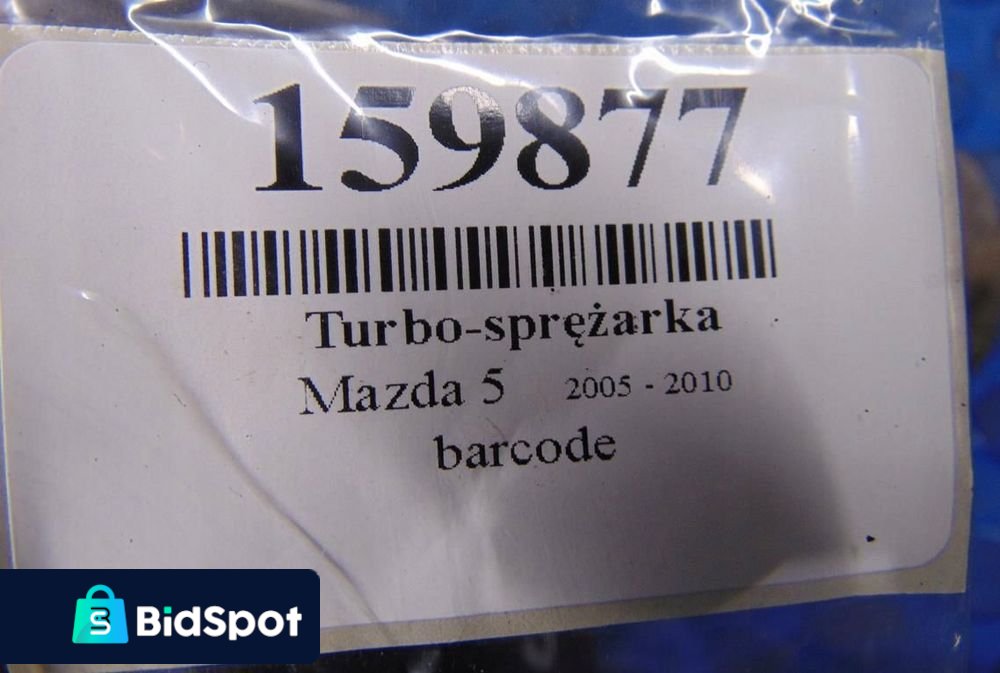 159877
Turbo-sprężarka
Mazda 5 2005 - 2010
barcode
BidSpot